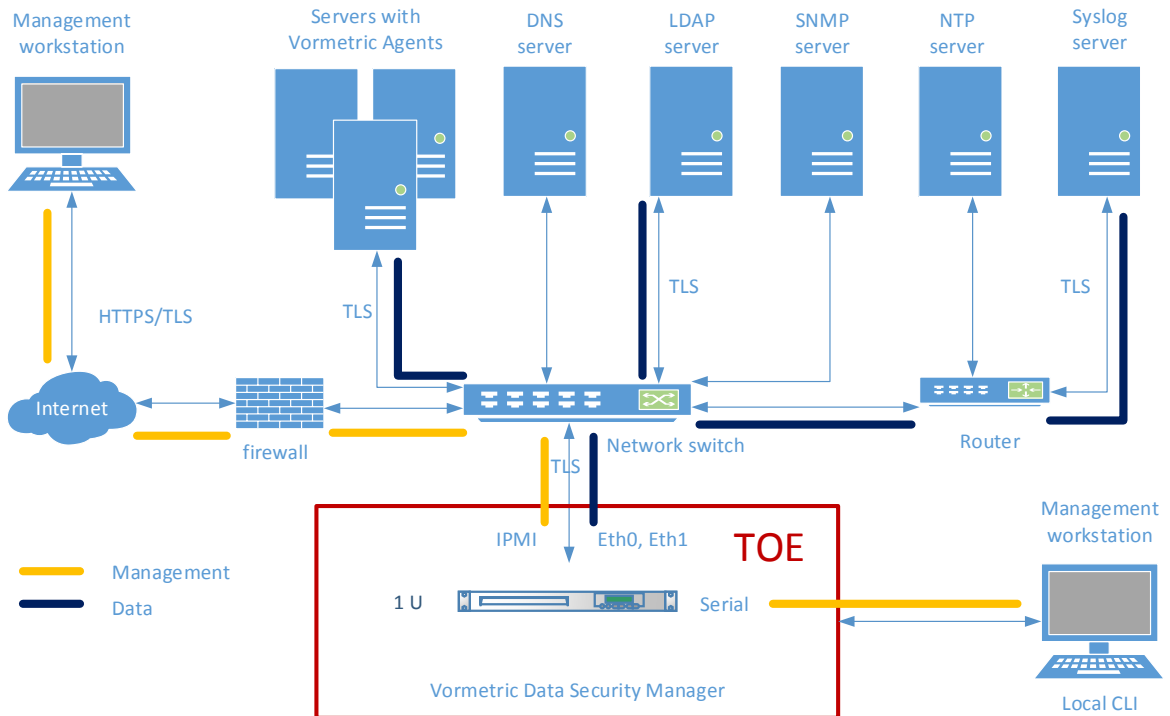 Management
workstation
Servers with
Vormetric Agents
DNS
server
LDAP
server
SNMP
server
NTP
server
Syslog
server
HTTPS/TLS
TLS
TLS
TLS
Internet
firewall
Network switch
Router
TLS
IPMI
Eth0, Eth1
TOE
Management
workstation
Management
Data
1 U
Serial
Vormetric Data Security Manager
Local CLI